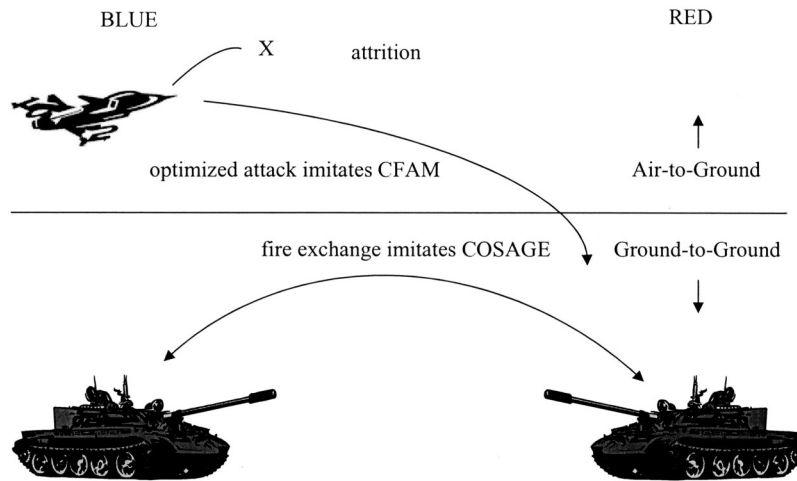 BLUE
RED
X
attrition
optimized attack imitates CFAM
Air-to-Ground
fire exchange imitates COSAGE
Ground-to-Ground